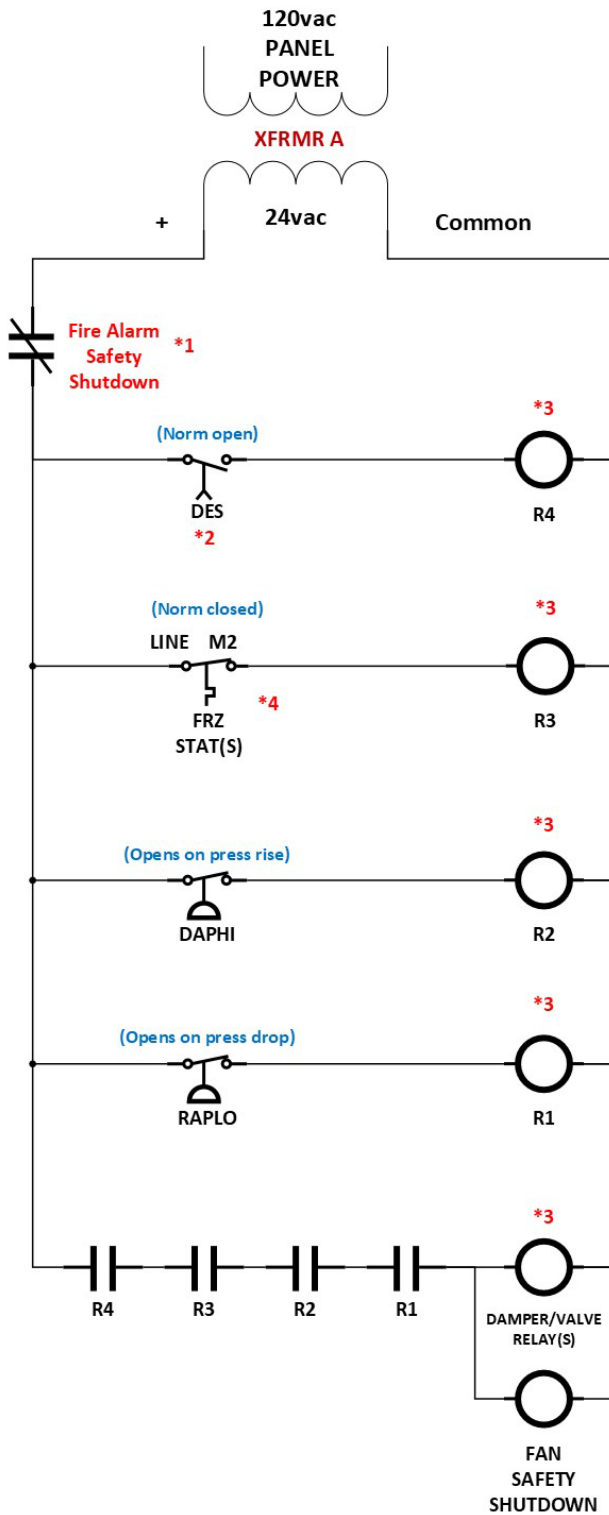 120vac
PANEL
POWER
XFRMR A
+
24vac
Common
Fire Alarm
Safety
Shutdown
*1
(Norm open)
DES
*2
*3
R4
(Norm closed)
LINE M2
FRZ
STAT(S)
*4
*3
R3
(Opens on press rise)
DAPHI
*3
R2
(Opens on press drop)
RAPLO
*3
R1
R4 R3 R2 R1
*3
DAMPER/VALVE
RELAY(S)
FAN
SAFETY
SHUTDOWN